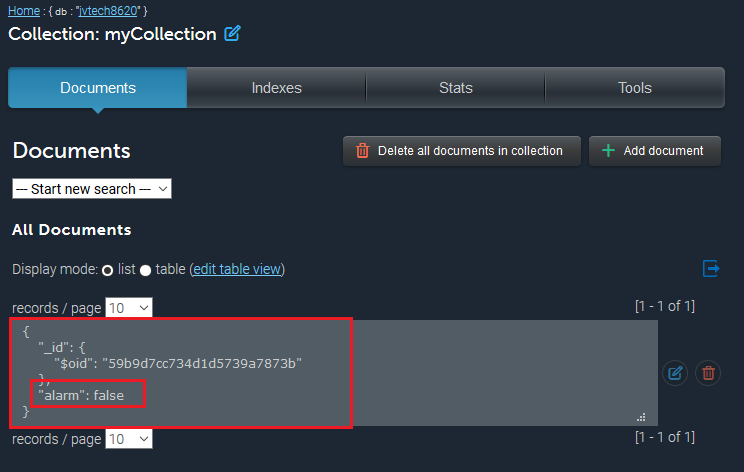 Home : { db : "jvtech8620" }
Collection: myCollection
Documents Indexes Stats Tools
Documents Delete all documents in collection Add document
--- Start new search ---
All Documents
Display mode: list table (edit table view)
records / page 10 [1 - 1 of 1]
{
"_id": {
"$oid": "59b9d7cc734d1d5739a7873b"
},
"alarm": false
}
records / page 10 [1 - 1 of 1]